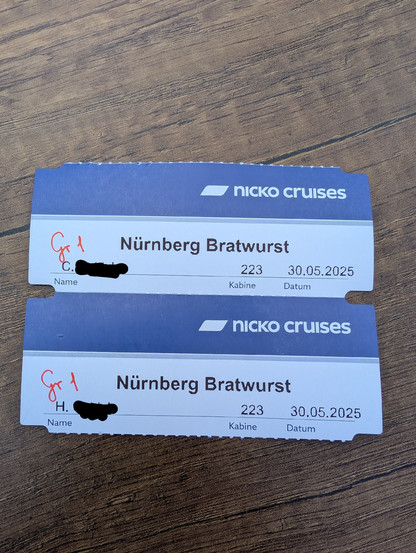 nicko cruises
Gr 1
Nürnberg Bratwurst
C. 223 30.05.2025
Name Kabine Datum
nicko cruises
Gr 1
Nürnberg Bratwurst
H. 223 30.05.2025
Name Kabine Datum